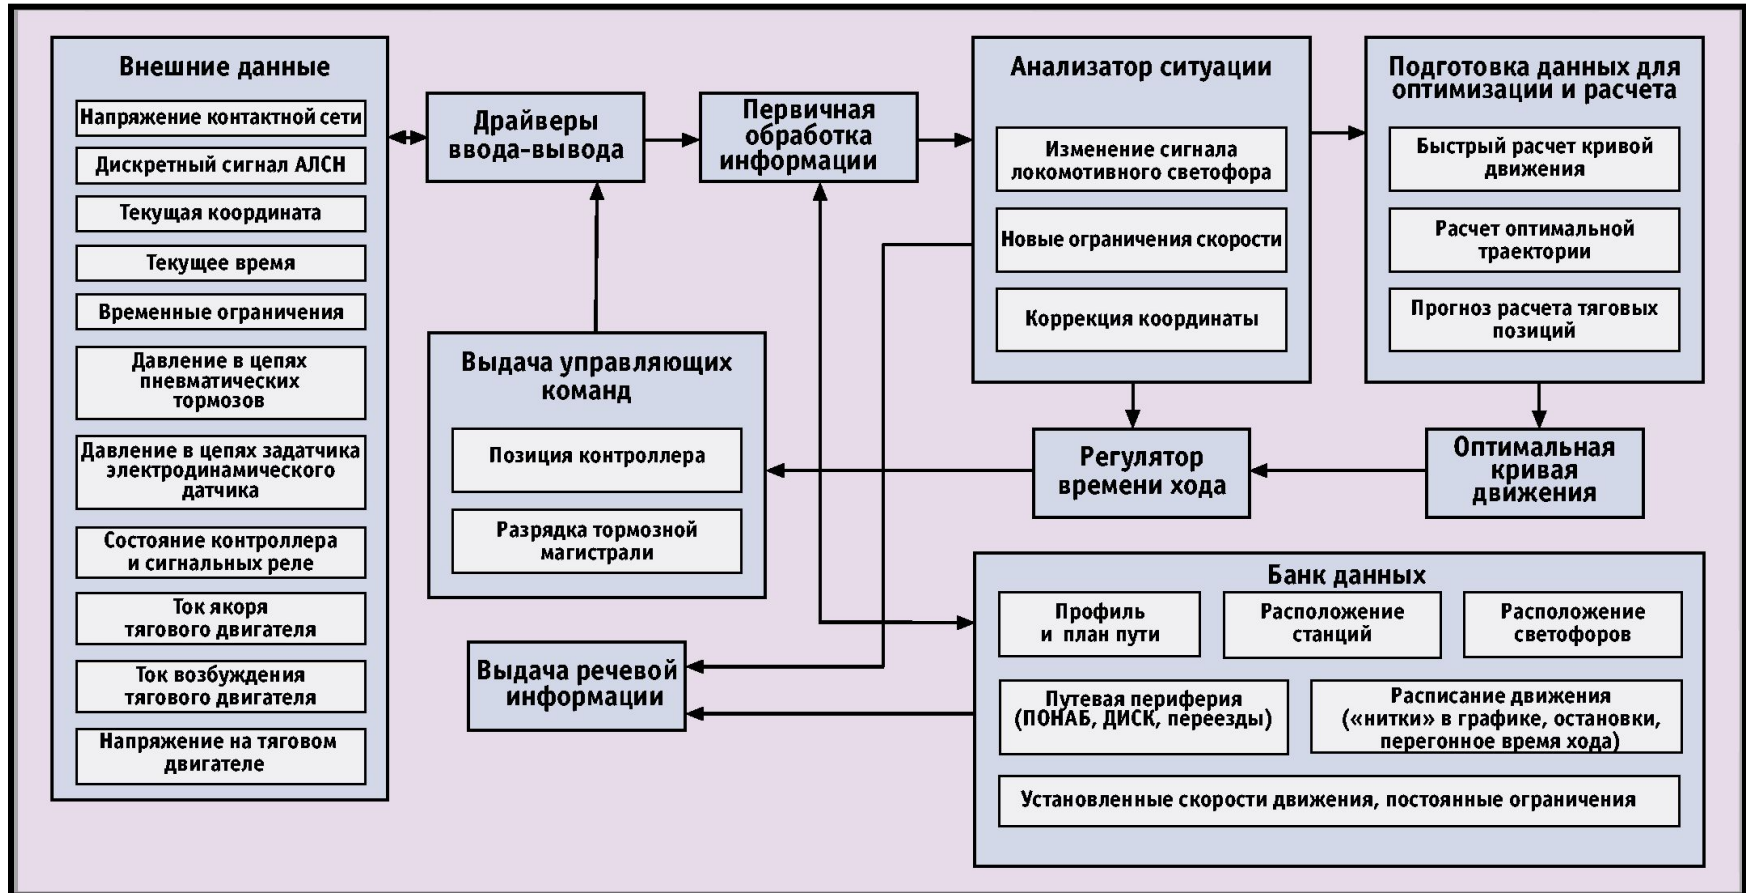 Внешние данные
Напряжение контактной сети
Дискретный сигнал АЛСН
Текущая координата
Текущее время
Временные ограничения
Давление в цепях
пневматических
тормозов
Давление в цепях задатчика
электродинамического
датчика
Состояние контроллера
и сигнальных реле
Ток якоря
тягового двигателя
Ток возбуждения
тягового двигателя
Напряжение на тяговом
двигателе
Драйверы
ввода-вывода
Первичная
обработка
информации
Выдача управляющих
команд
Позиция контроллера
Разрядка тормозной
магистрали
Выдача речевой
информации
Анализатор ситуации
Изменение сигнала
локомотивного светофора
Новые ограничения скорости
Коррекция координаты
Подготовка данных для
оптимизации и расчета
Быстрый расчет кривой
движения
Расчет оптимальной
траектории
Прогноз расчета тяговых
позиций
Регулятор
времени хода
Оптимальная
кривая
движения
Банк данных
Профиль
и план пути
Расположение
станций
Расположение
светофоров
Путевая периферия
(ПОНАБ, ДИСК, переезды)
Расписание движения
(«нитки» в графике, остановки,
перегонное время хода)
Установленные скорости движения, постоянные ограничения